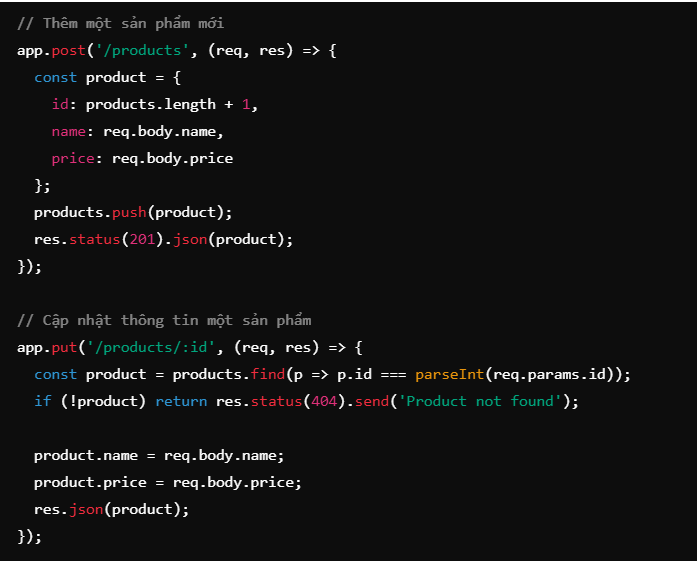 // Thêm một sản phẩm mới
app.post('/products', (req, res) => {
  const product = {
    id: products.length + 1,
    name: req.body.name,
    price: req.body.price
  };
  products.push(product);
  res.status(201).json(product);
});

// Cập nhật thông tin một sản phẩm
app.put('/products/:id', (req, res) => {
  const product = products.find(p => p.id === parseInt(req.params.id));
  if (!product) return res.status(404).send('Product not found');

  product.name = req.body.name;
  product.price = req.body.price;
  res.json(product);
});